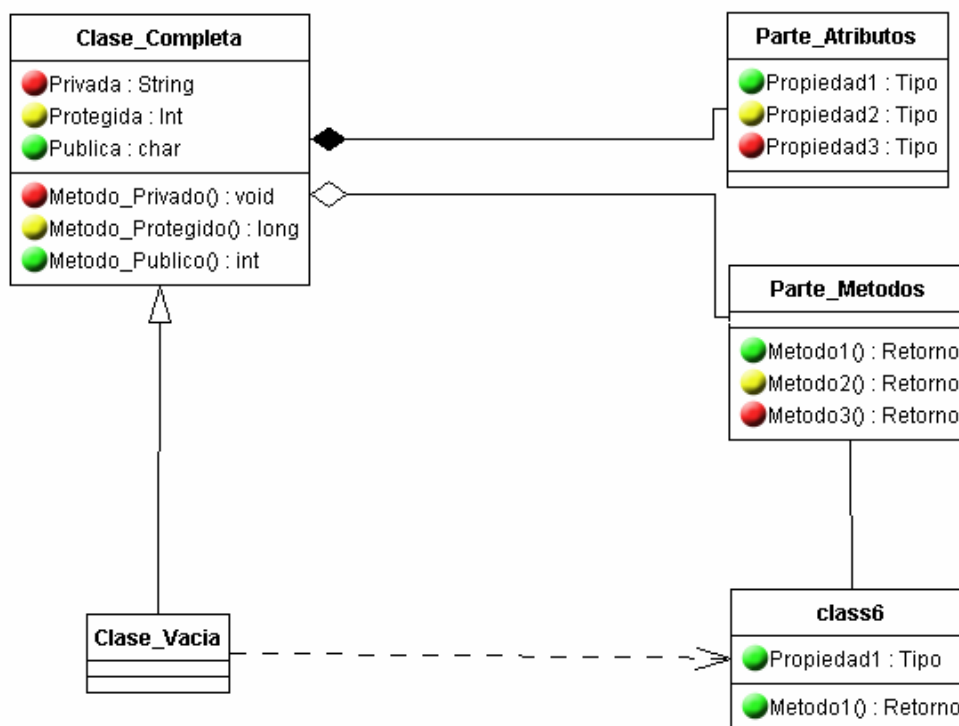 Clase_Completa
Privada : String
Protegida : Int
Publica : char
Metodo_Privado() : void
Metodo_Protegido() : long
Metodo_Publico() : int
Parte_Atributos
Propiedad1 : Tipo
Propiedad2 : Tipo
Propiedad3 : Tipo
Parte_Metodos
Metodo1() : Retorno
Metodo2() : Retorno
Metodo3() : Retorno
Clase_Vacia
class6
Propiedad1 : Tipo
Metodo1() : Retorno